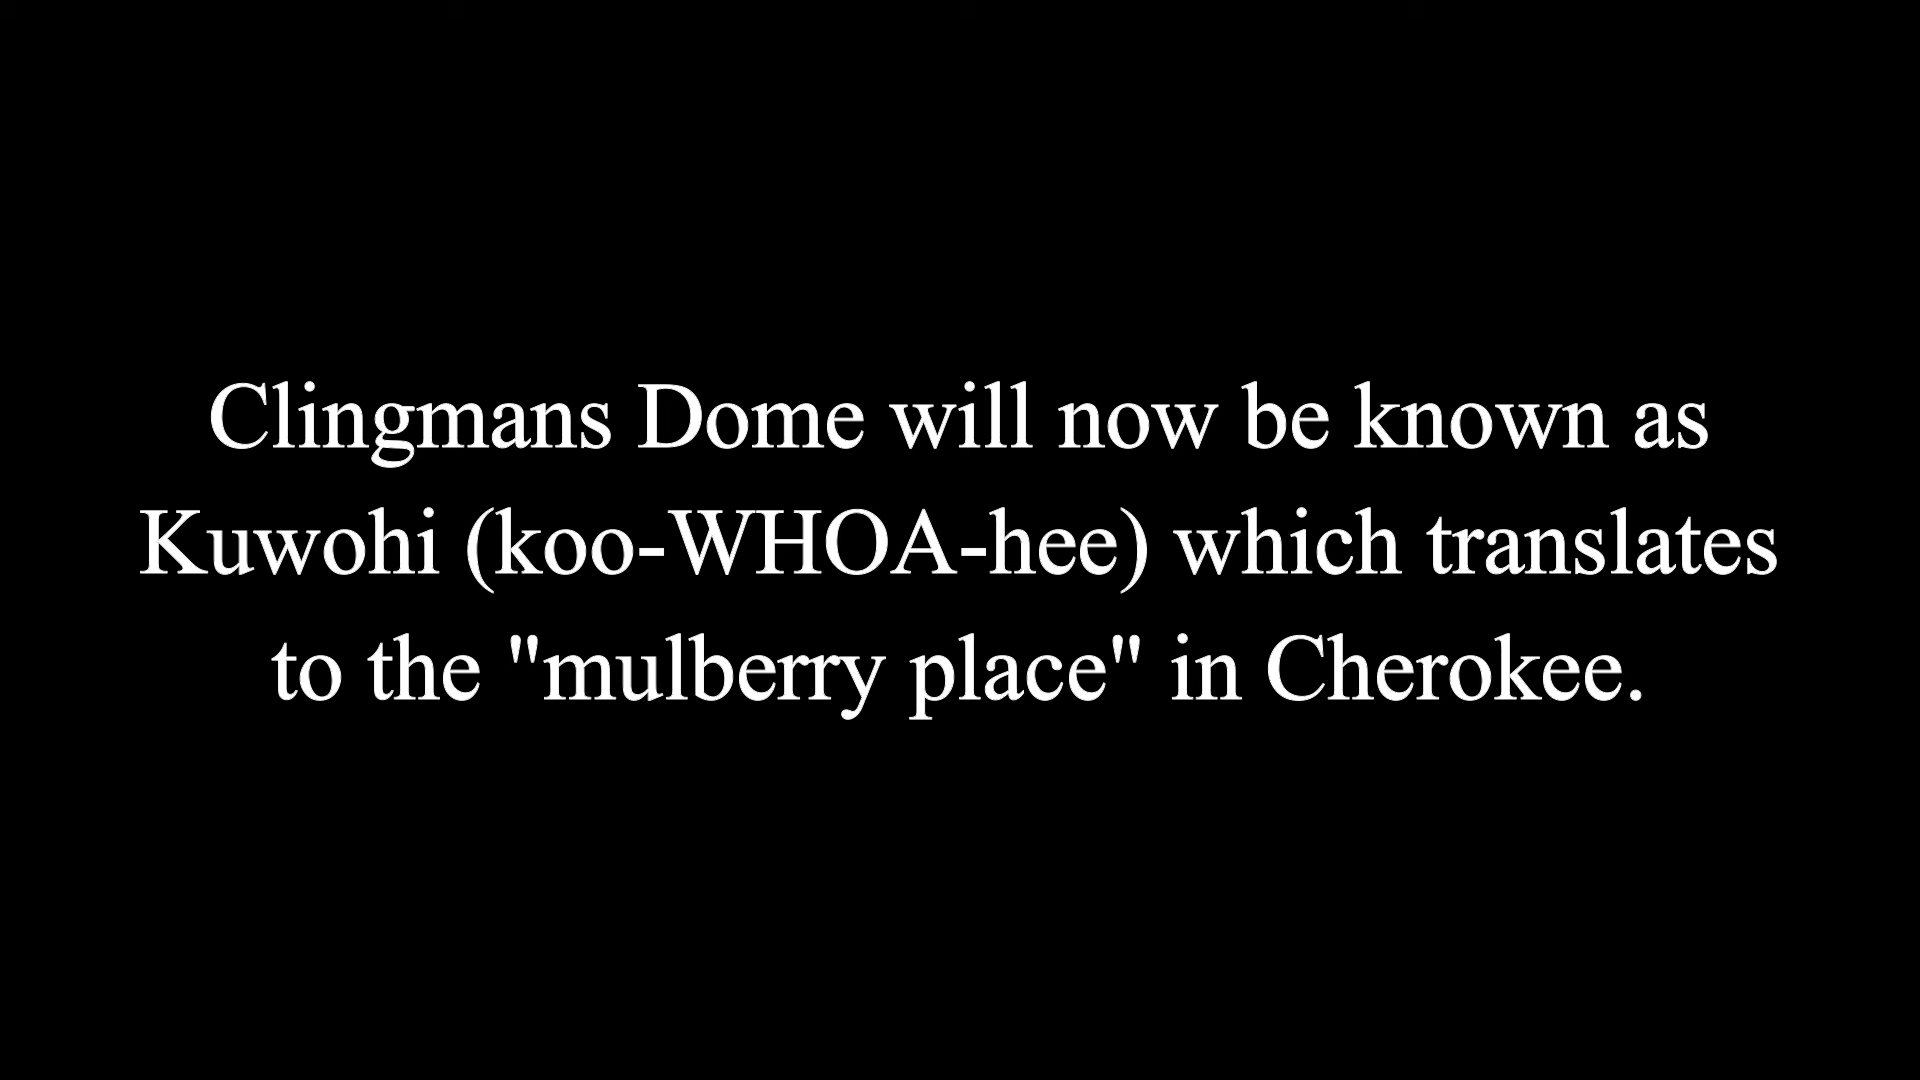 Clingmans Dome will now be known as
Kuwohi (koo-WHOA-hee) which translates
to the "mulberry place" in Cherokee.